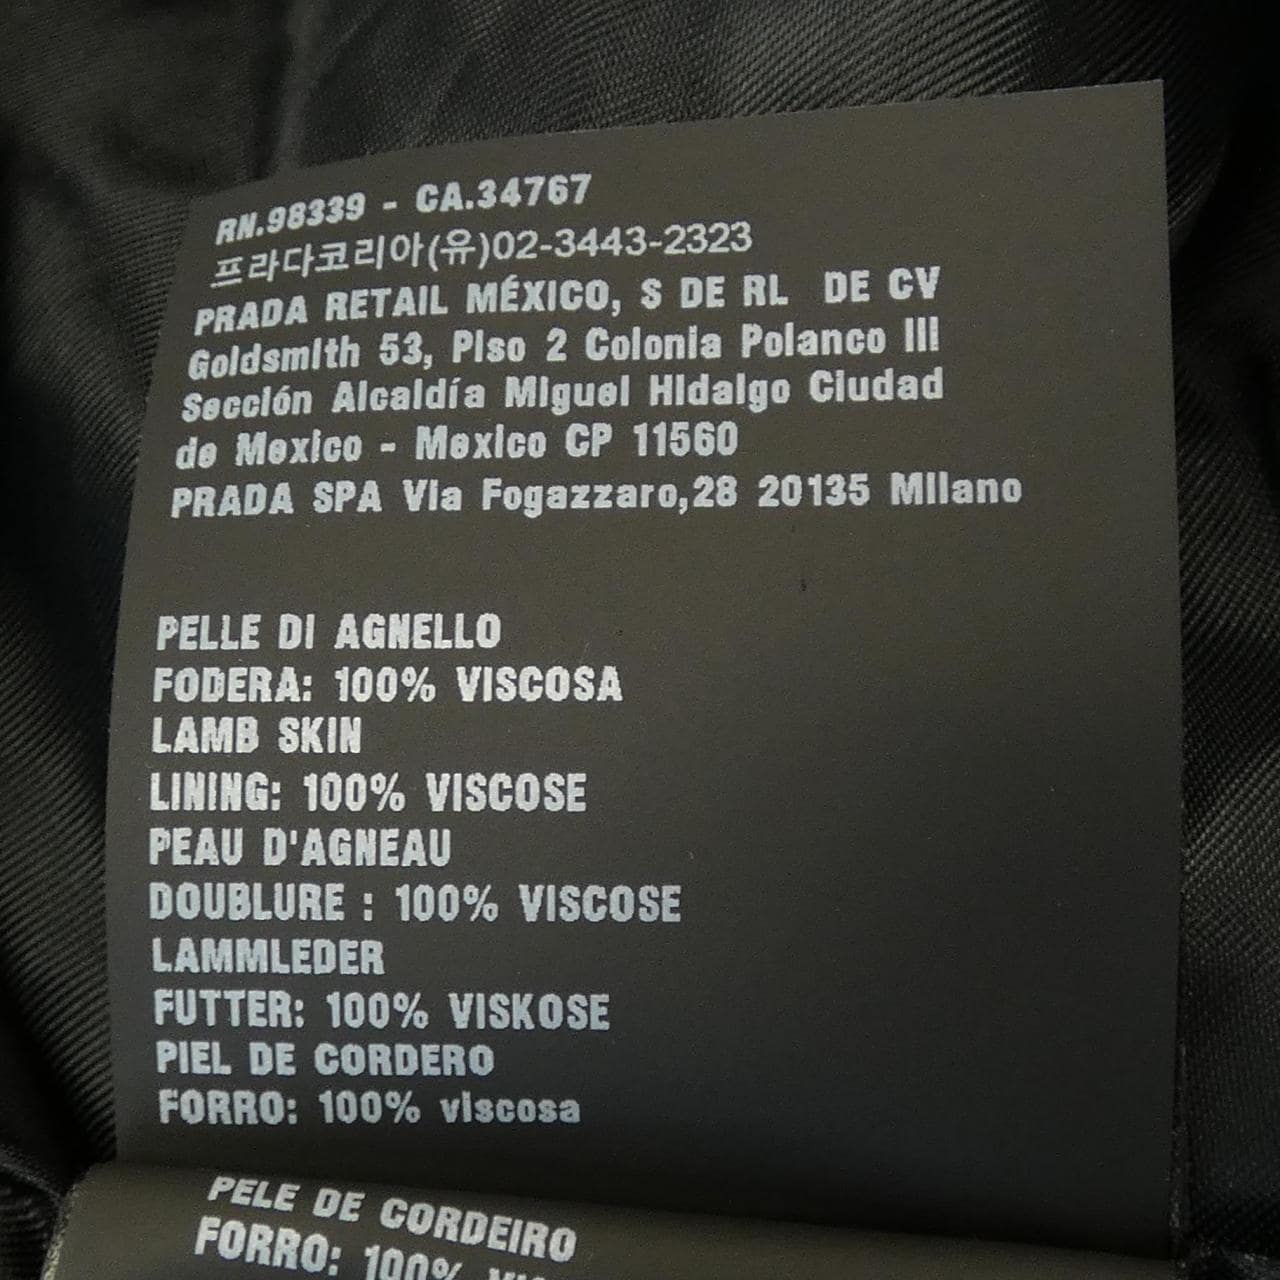 RN.98339 - CA.34767
프라다코리아(유)02-3443-2323
PRADA RETAIL MÉXICO, S DE RL DE CV
Goldsmith 53, Piso 2 Colonia Polanco III
Sección Alcaldía Miguel Hidalgo Ciudad
de Mexico - Mexico CP 11560
PRADA SPA Via Fogazzaro,28 20135 Milano
PELLE DI AGNELLO
FODERA: 100% VISCOSA
LAMB SKIN
LINING: 100% VISCOSE
PEAU D'AGNEAU
DOUBLURE : 100% VISCOSE
LAMMLEDER
FUTTER: 100% VISKOSE
PIEL DE CORDERO
FORRO: 100% viscosa
PELE DE CORDEIRO
FORRO: 100%